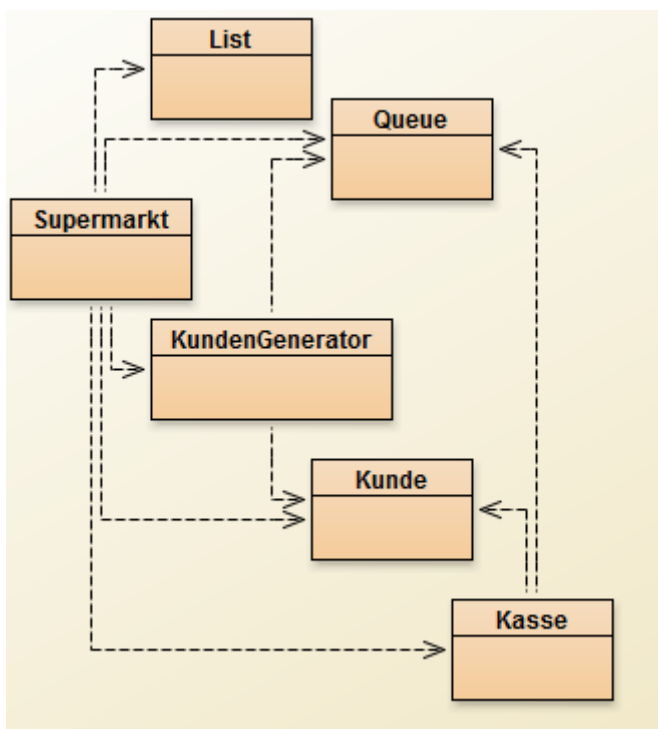 List
Queue
Supermarkt
KundenGenerator
Kunde
Kasse